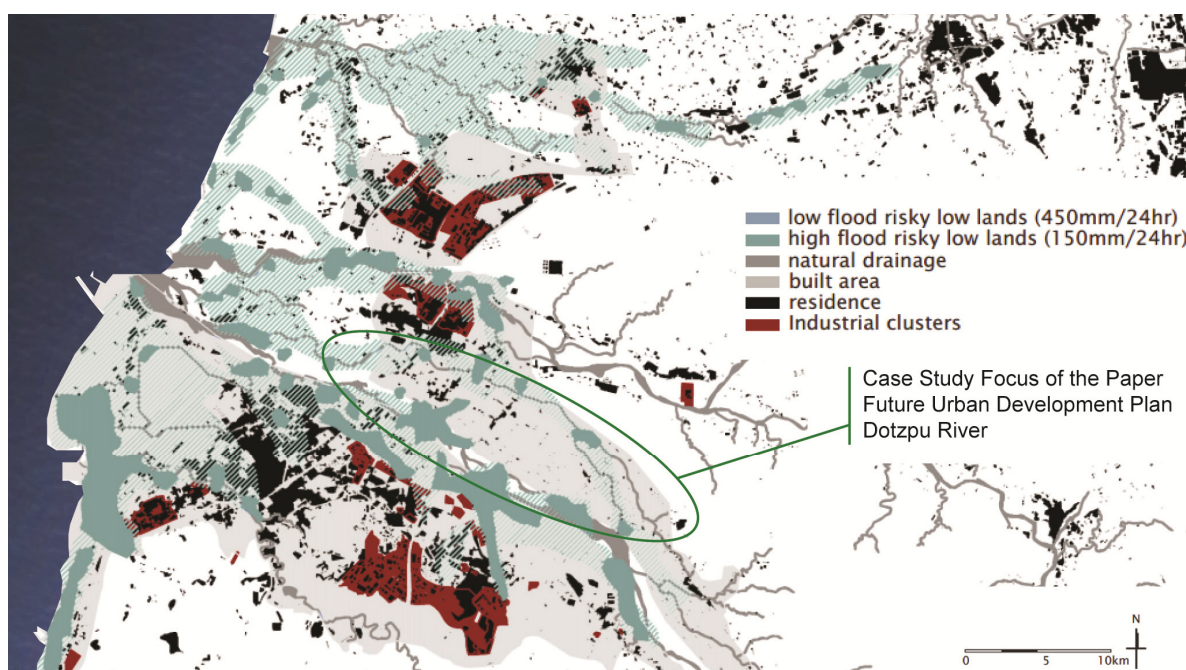 low flood risky low lands (450mm/24hr)
high flood risky low lands (150mm/24hr)
natural drainage
built area
residence
Industrial clusters
Case Study Focus of the Paper
Future Urban Development Plan
Dotzpu River
N
0 5 10km